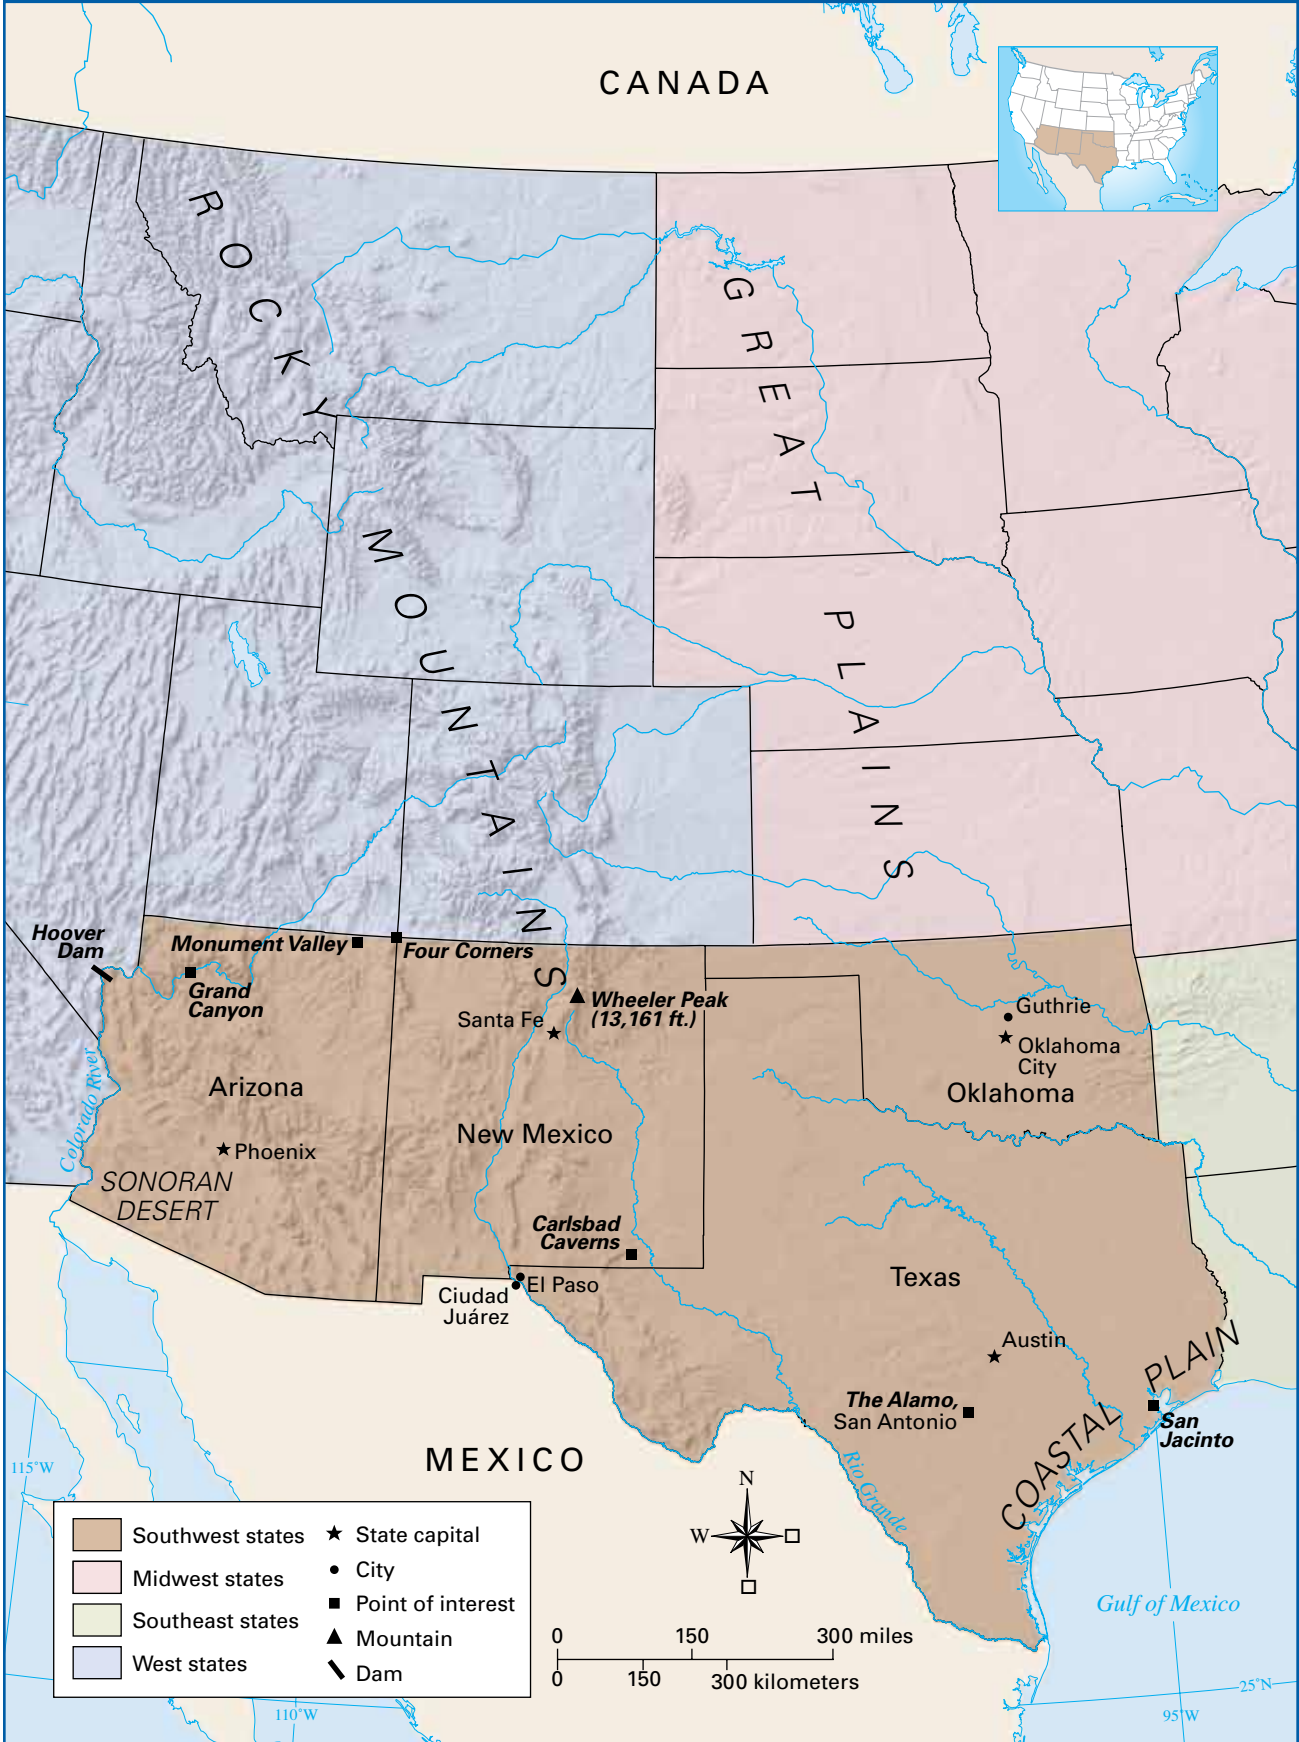 CANADA
ROCKY
MOUNTAINS
GREAT
PLAINS
Hoover
Dam
Monument Valley
Four Corners
Grand
Canyon
Wheeler Peak
(13,161 ft.)
Santa Fe
Guthrie
Oklahoma
City
Oklahoma
Colorado River
Arizona
New Mexico
Phoenix
SONORAN
DESERT
Carlsbad
Caverns
El Paso
Ciudad
Juárez
Texas
Austin
The Alamo,
San Antonio
COASTAL PLAIN
San
Jacinto
MEXICO
Rio Grande
Gulf of Mexico
115°W
110°W
95°W
25°N
N
W
Southwest states
Midwest states
Southeast states
West states
State capital
City
Point of interest
Mountain
Dam
0 150 300 miles
0 150 300 kilometers